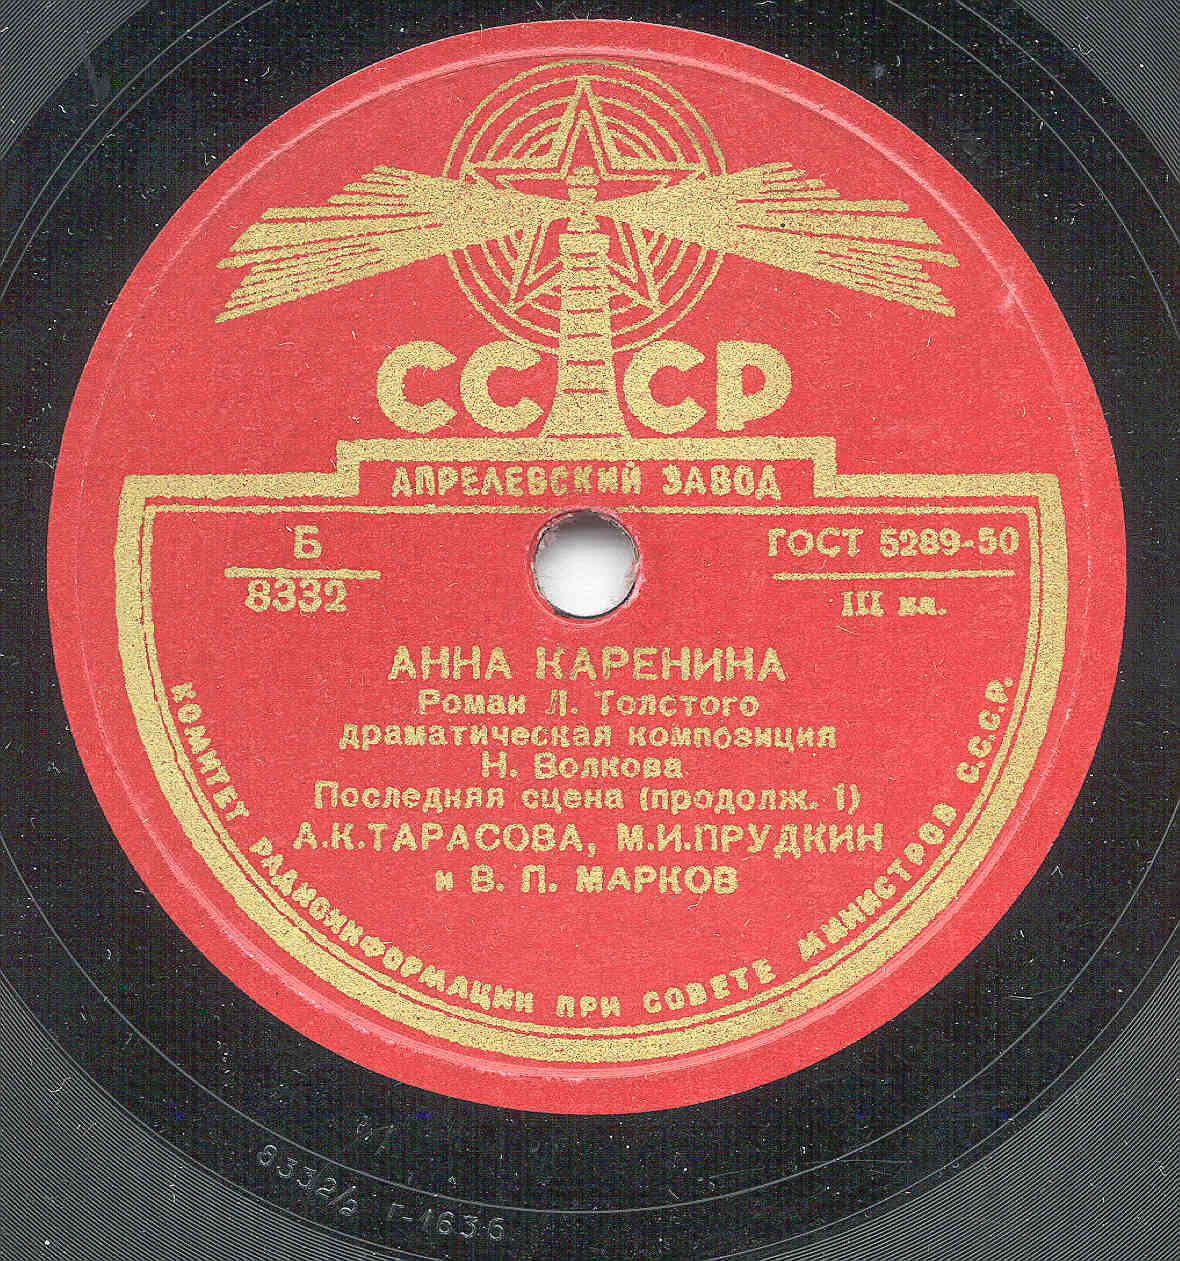 СССР
АПРЕЛЕВСКИЙ ЗАВОД
Б
8332
ГОСТ 5289-50
III кл.
АННА КАРЕНИНА
Роман Л. Толстого
драматическая композиция
Н. Волкова
Последняя сцена (продолж. 1)
А.К.ТАРАСОВА, М.И.ПРУДКИН
и В. П. МАРКОВ
КОМИТЕТ РАДИОИНФОРМАЦИИ ПРИ СОВЕТЕ МИНИСТРОВ С.С.С.Р.
8332/2 Г-1636